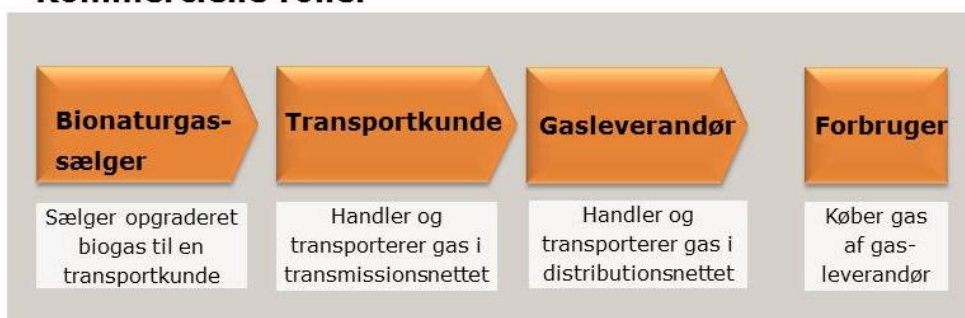 Bionaturgas-
sælger
Transportkunde
Gasleverandør
Forbruger
Sælger opgraderet
biogas til en
transportkunde
Handler og
transporterer gas i
transmissionsnettet
Handler og
transporterer gas i
distributionsnettet
Køber gas
af gas-
leverandør